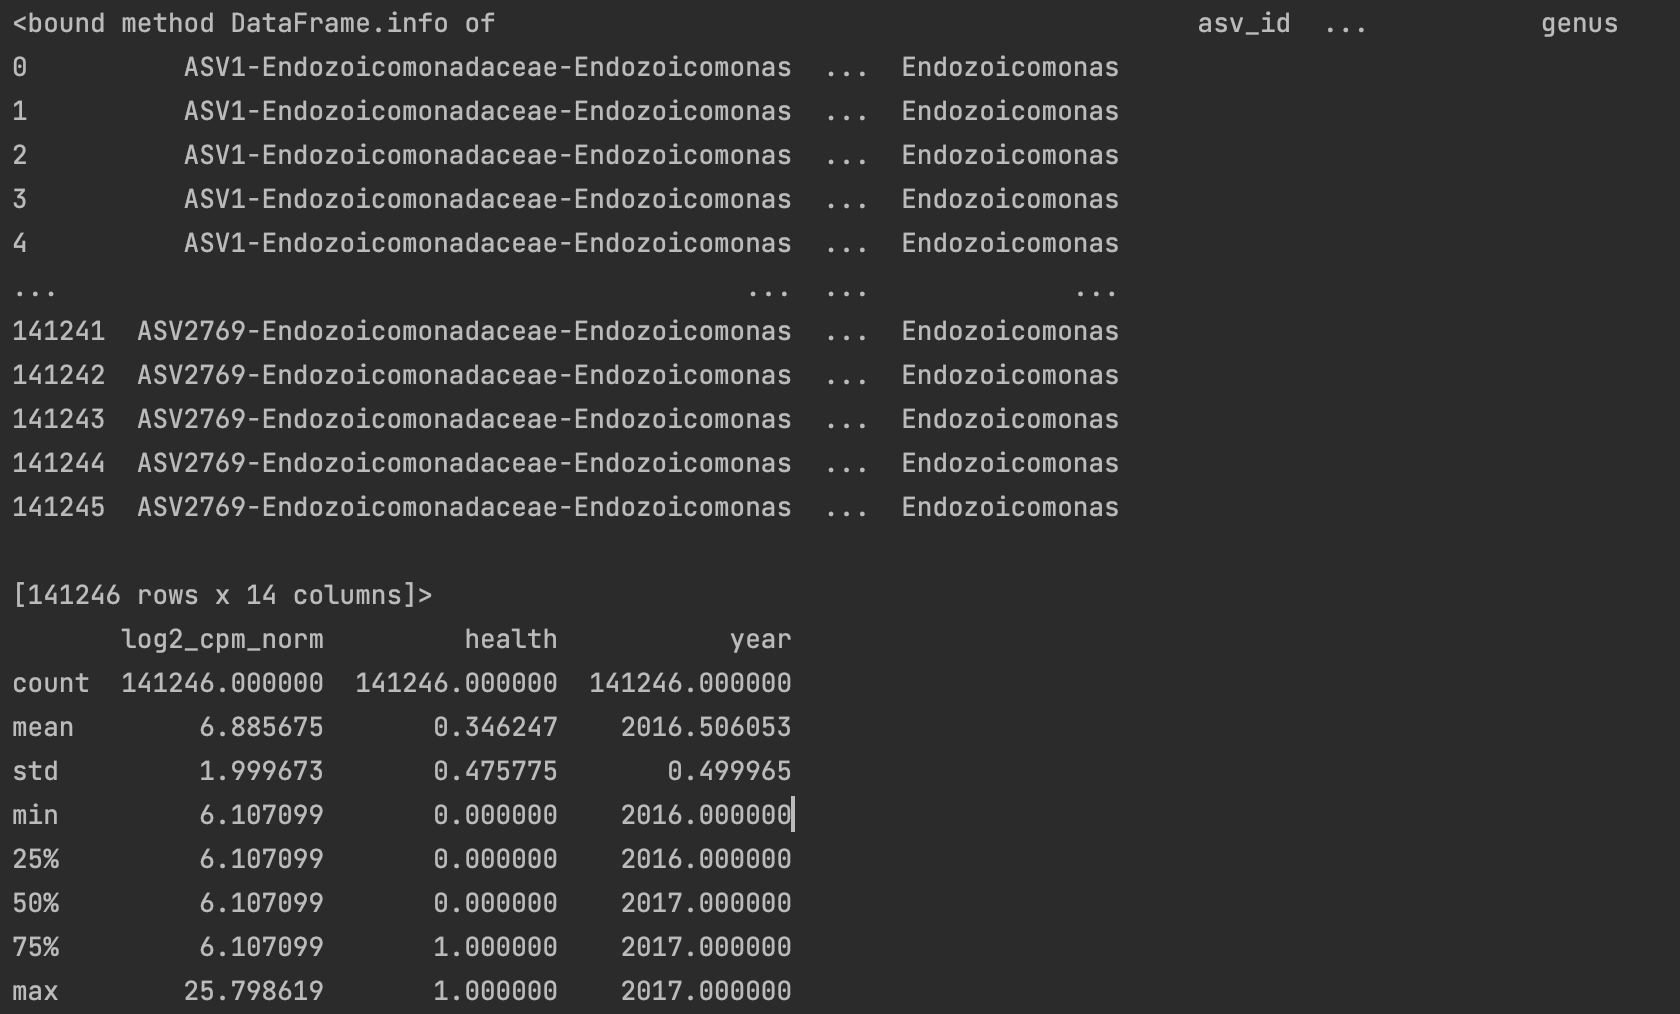 <bound method DataFrame.info of                                              asv_id  ...           genus
0          ASV1-Endozoicomonadaceae-Endozoicomonas  ...  Endozoicomonas
1          ASV1-Endozoicomonadaceae-Endozoicomonas  ...  Endozoicomonas
2          ASV1-Endozoicomonadaceae-Endozoicomonas  ...  Endozoicomonas
3          ASV1-Endozoicomonadaceae-Endozoicomonas  ...  Endozoicomonas
4          ASV1-Endozoicomonadaceae-Endozoicomonas  ...  Endozoicomonas
...                                            ...  ...             ...
141241  ASV2769-Endozoicomonadaceae-Endozoicomonas  ...  Endozoicomonas
141242  ASV2769-Endozoicomonadaceae-Endozoicomonas  ...  Endozoicomonas
141243  ASV2769-Endozoicomonadaceae-Endozoicomonas  ...  Endozoicomonas
141244  ASV2769-Endozoicomonadaceae-Endozoicomonas  ...  Endozoicomonas
141245  ASV2769-Endozoicomonadaceae-Endozoicomonas  ...  Endozoicomonas
[141246 rows x 14 columns]>
       log2_cpm_norm         health           year
count  141246.000000  141246.000000  141246.000000
mean        6.885675       0.346247    2016.506053
std         1.999673       0.475775       0.499965
min         6.107099       0.000000    2016.000000
25%         6.107099       0.000000    2016.000000
50%         6.107099       0.000000    2017.000000
75%         6.107099       1.000000    2017.000000
max        25.798619       1.000000    2017.000000